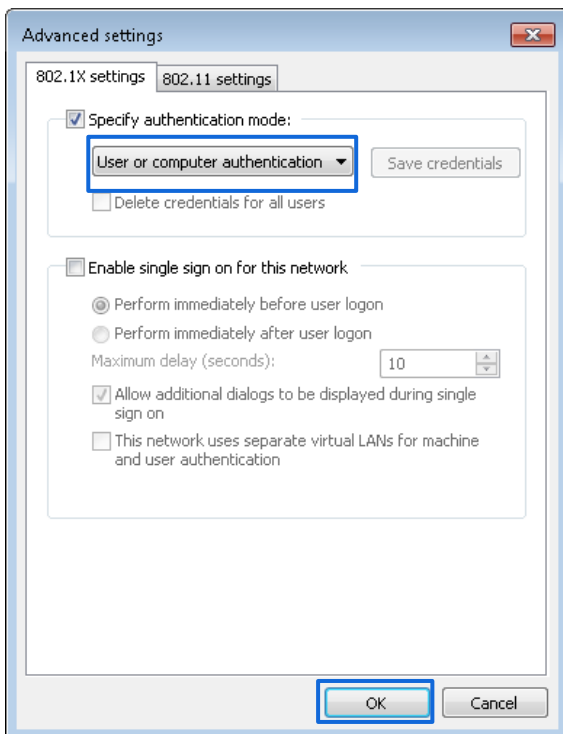 Advanced settings
802.1X settings
802.11 settings
Specify authentication mode:
User or computer authentication
Save credentials
Delete credentials for all users
Enable single sign on for this network
Perform immediately before user logon
Perform immediately after user logon
Maximum delay (seconds):
10
Allow additional dialogs to be displayed during single
sign on
This network uses separate virtual LANs for machine
and user authentication
OK
Cancel